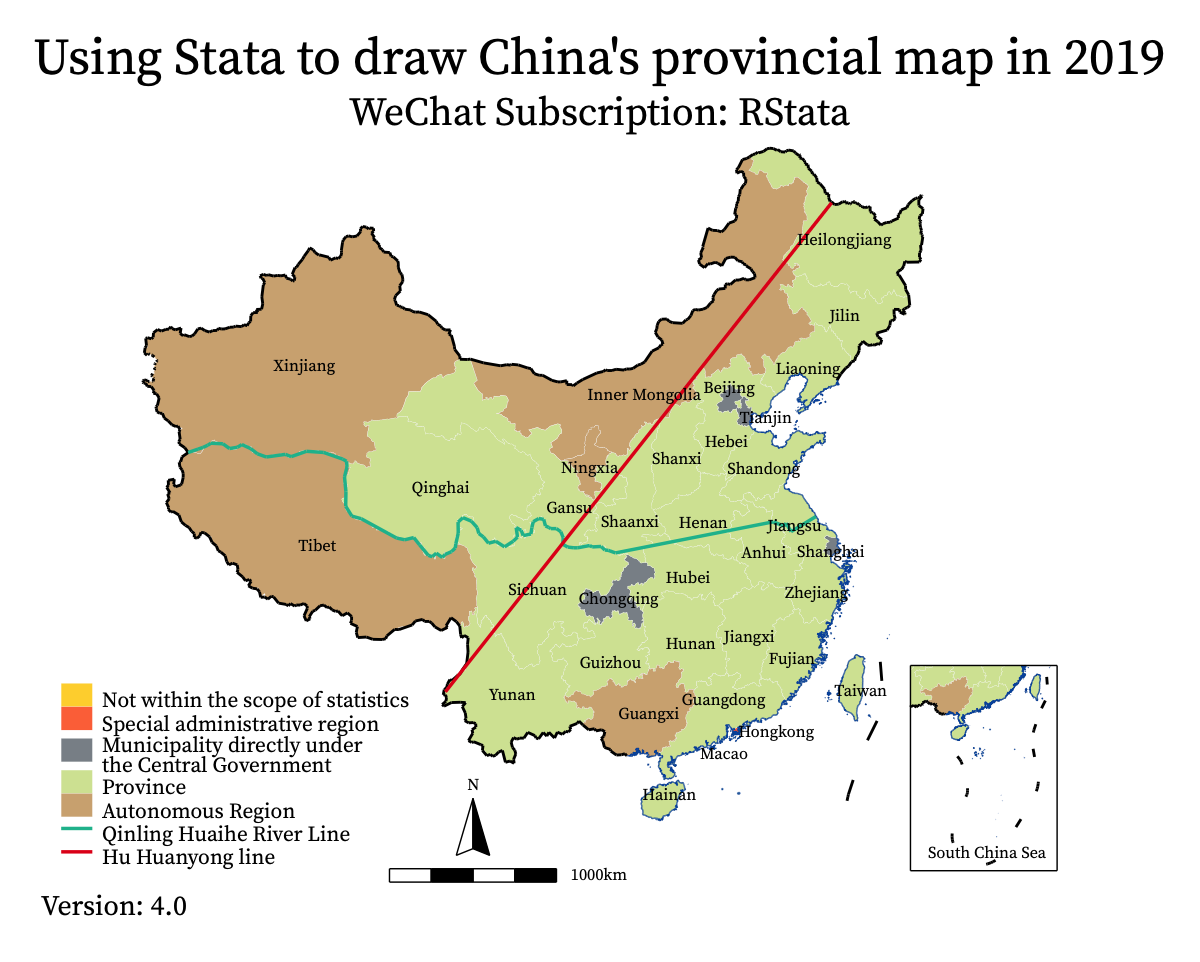 Using Stata to draw China's provincial map in 2019
WeChat Subscription: RStata
Heilongjiang
Jilin
Xinjiang
Liaoning
Inner Mongolia
Beijing
Tianjin
Hebei
Shanxi
Ningxia
Shandong
Qinghai
Gansu
Shaanxi
Henan
Jiangsu
Tibet
Anhui
Shanghai
Hubei
Sichuan
Chongqing
Zhejiang
Jiangxi
Hunan
Fujian
Guizhou
Taiwan
Yunan
Guangdong
Guangxi
Hongkong
Macao
Hainan
Not within the scope of statistics
Special administrative region
Municipality directly under
the Central Government
Province
Autonomous Region
Qinling Huaihe River Line
Hu Huanyong line
N
1000km
South China Sea
Version: 4.0